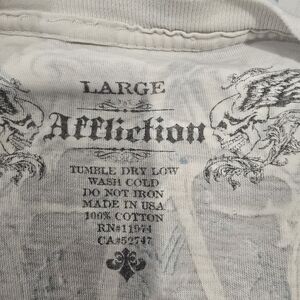 LARGE
Affliction
TUMBLE DRY LOW
WASH COLD
DO NOT IRON
MADE IN USA
100% COTTON
RN#11974
CA#52747